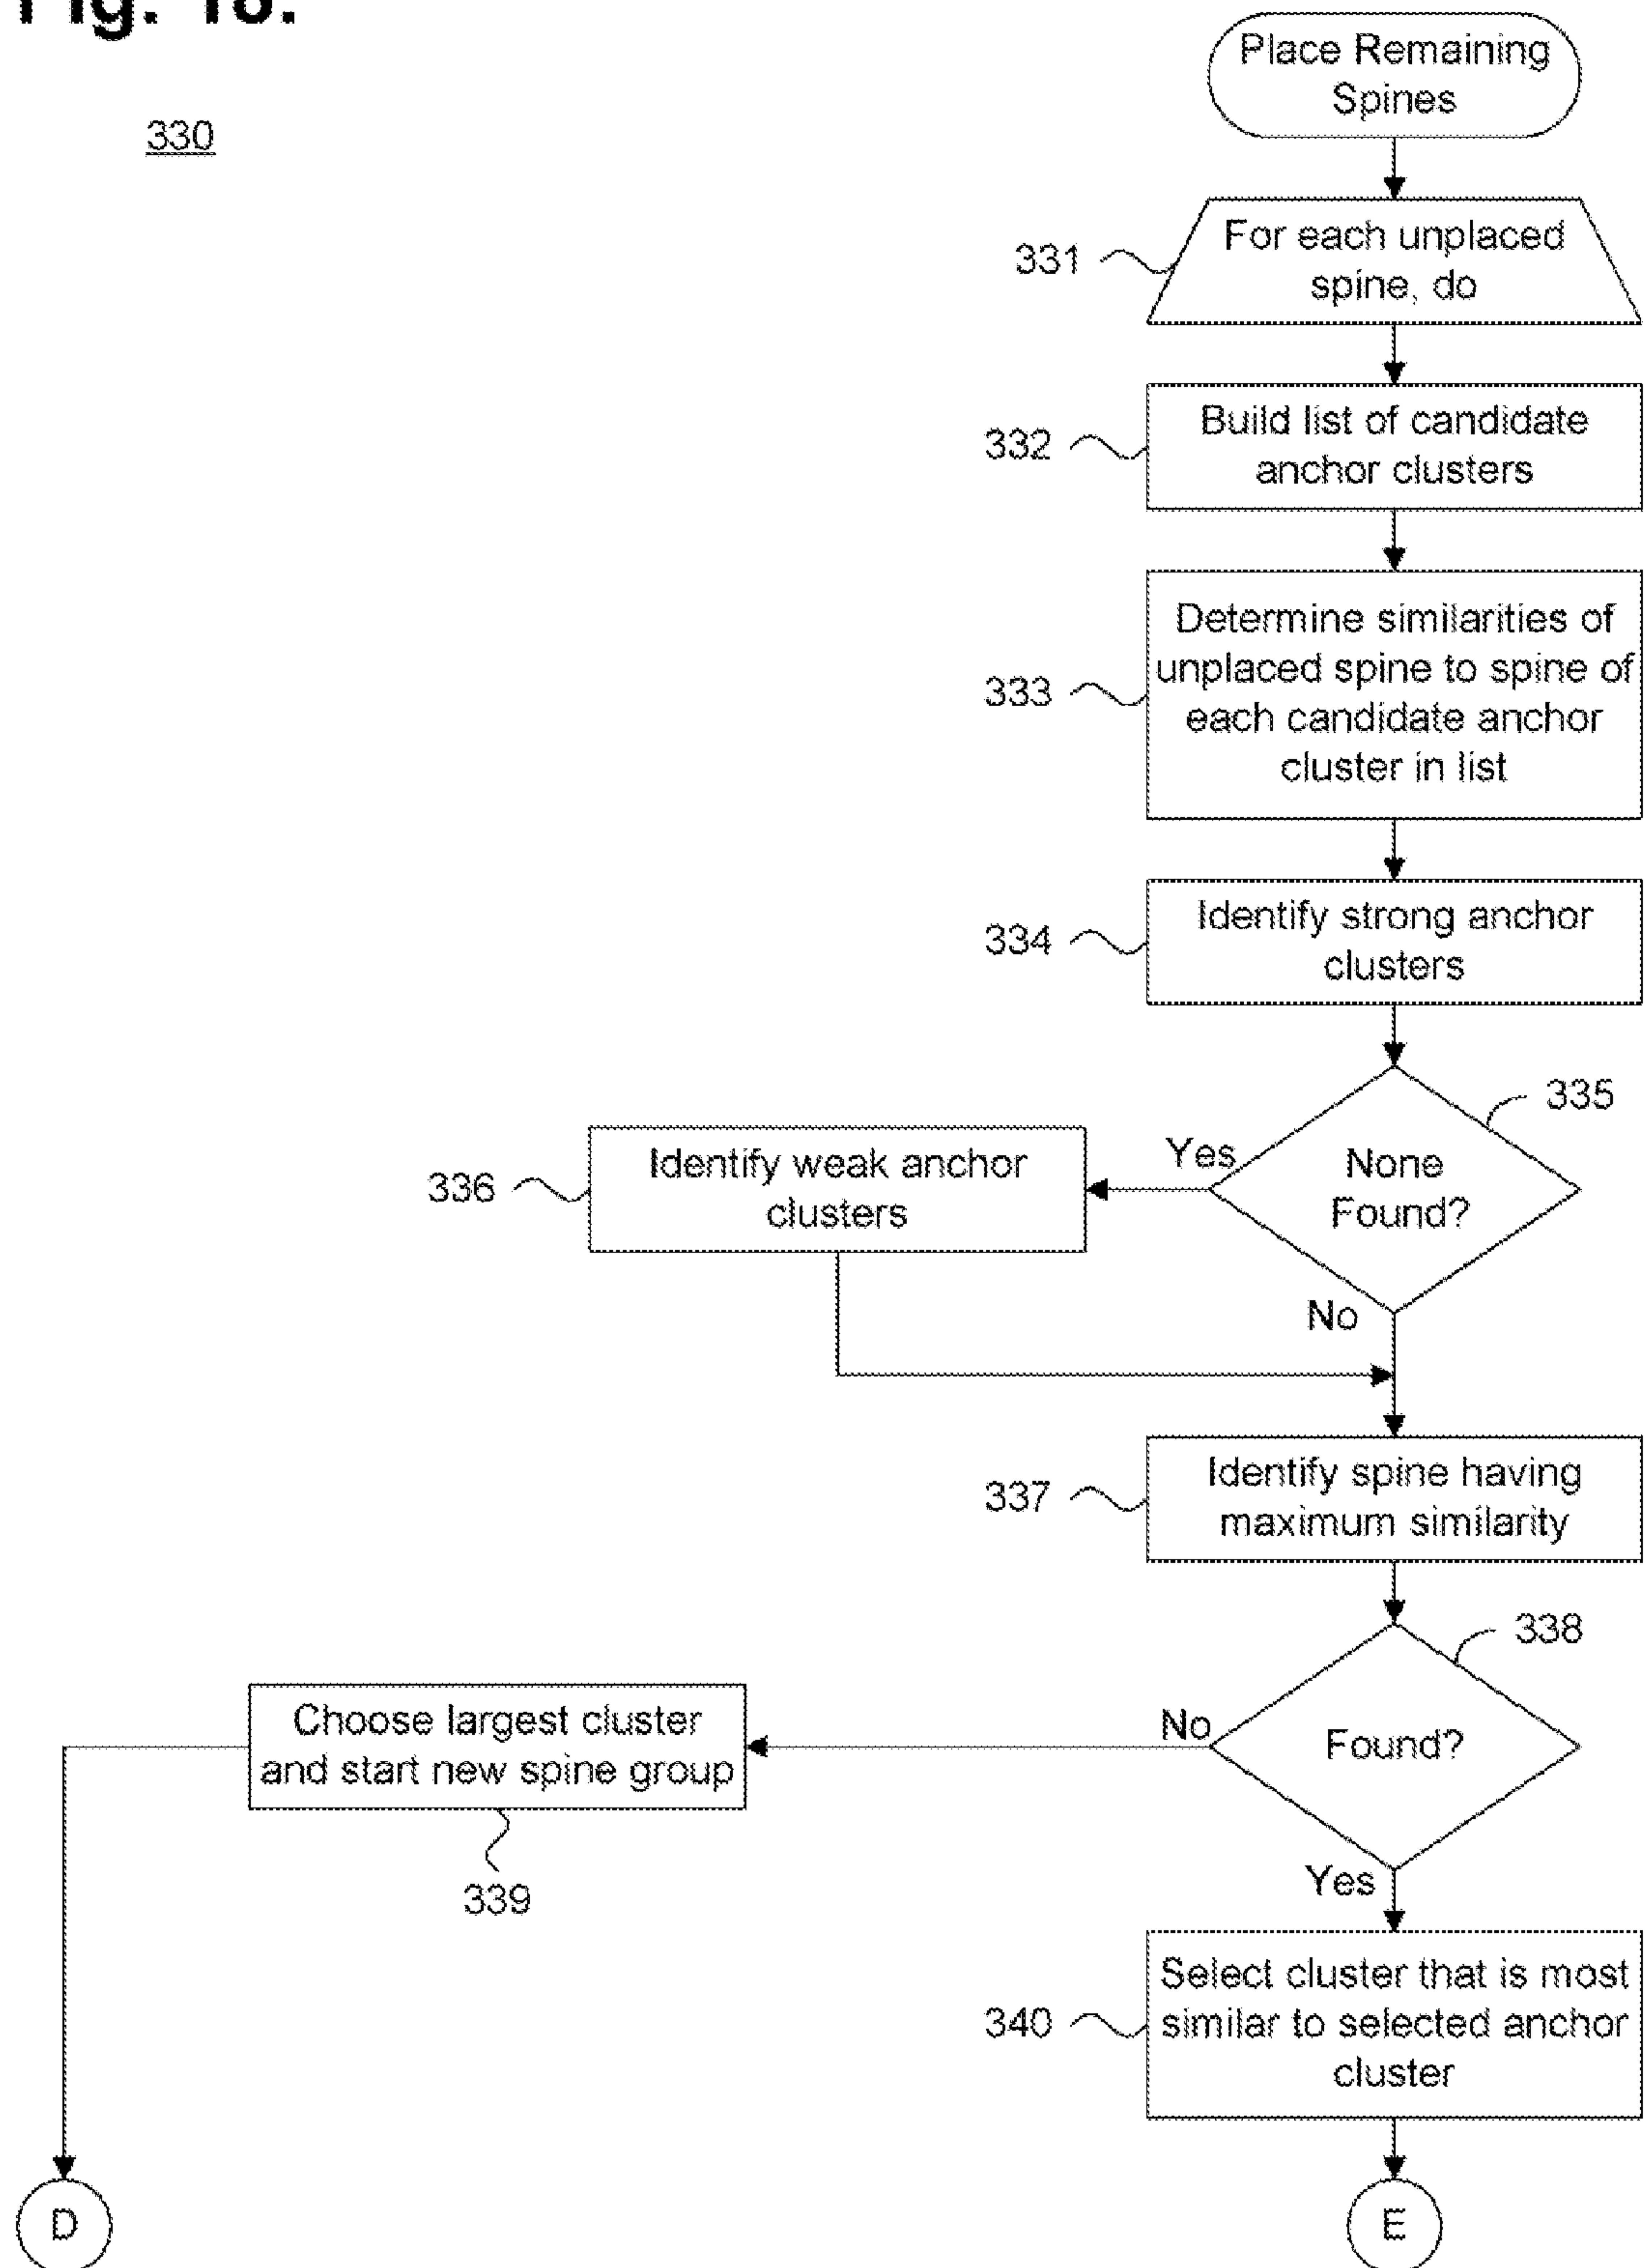 Fig. 18.
330
Place Remaining
Spines
331
For each unplaced
spine, do
332
Build list of candidate
anchor clusters
333
Determine similarities of
unplaced spine to spine of
each candidate anchor
cluster in list
334
Identify strong anchor
clusters
335
None
Found?
Yes
336
Identify weak anchor
clusters
No
337
Identify spine having
maximum similarity
338
Found?
No
Choose largest cluster
and start new spine group
339
Yes
340
Select cluster that is most
similar to selected anchor
cluster
D
E